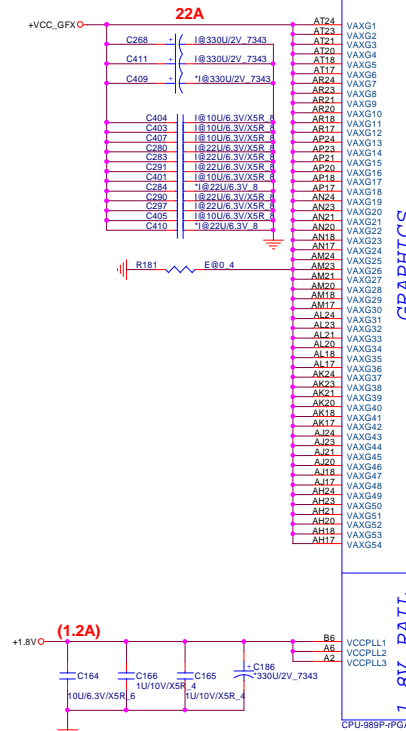 22A
+VCC_GFX
C268 I@330U/2V_7343
C411 I@330U/2V_7343
C409 *I@330U/2V_7343
C404 I@10U/6.3V/X5R_8
C403 I@10U/6.3V/X5R_8
C407 I@10U/6.3V/X5R_8
C280 I@22U/6.3V/X5R_8
C283 I@22U/6.3V/X5R_8
C291 I@22U/6.3V/X5R_8
C401 I@10U/6.3V/X5R_8
C284 *I@22U/6.3V_8
C290 I@22U/6.3V/X5R_8
C297 I@22U/6.3V/X5R_8
C405 I@10U/6.3V/X5R_8
C410 *I@22U/6.3V_8
R181 E@0_4
AT24 VAXG1
AT23 VAXG2
AT21 VAXG3
AT20 VAXG4
AT18 VAXG5
AT17 VAXG6
AR24 VAXG7
AR23 VAXG8
AR21 VAXG9
AR20 VAXG10
AR18 VAXG11
AR17 VAXG12
AP24 VAXG13
AP23 VAXG14
AP21 VAXG15
AP20 VAXG16
AP18 VAXG17
AP17 VAXG18
AN24 VAXG19
AN23 VAXG20
AN21 VAXG21
AN20 VAXG22
AN18 VAXG23
AN17 VAXG24
AM24 VAXG25
AM23 VAXG26
AM21 VAXG27
AM20 VAXG28
AM18 VAXG29
AM17 VAXG30
AL24 VAXG31
AL23 VAXG32
AL21 VAXG33
AL20 VAXG34
AL18 VAXG35
AL17 VAXG36
AK24 VAXG37
AK23 VAXG38
AK21 VAXG39
AK20 VAXG40
AK18 VAXG41
AK17 VAXG42
AJ24 VAXG43
AJ23 VAXG44
AJ21 VAXG45
AJ20 VAXG46
AJ18 VAXG47
AJ17 VAXG48
AH24 VAXG49
AH23 VAXG50
AH21 VAXG51
AH20 VAXG52
AH18 VAXG53
AH17 VAXG54
GRAPHICS
(1.2A)
+1.8V
C164
10U/6.3V/X5R_6
C166
1U/10V/X5R_4
C165
1U/10V/X5R_4
C186
*330U/2V_7343
B6 VCCPLL1
A6 VCCPLL2
A2 VCCPLL3
1.8V RAIL
CPU-989P-rPGA